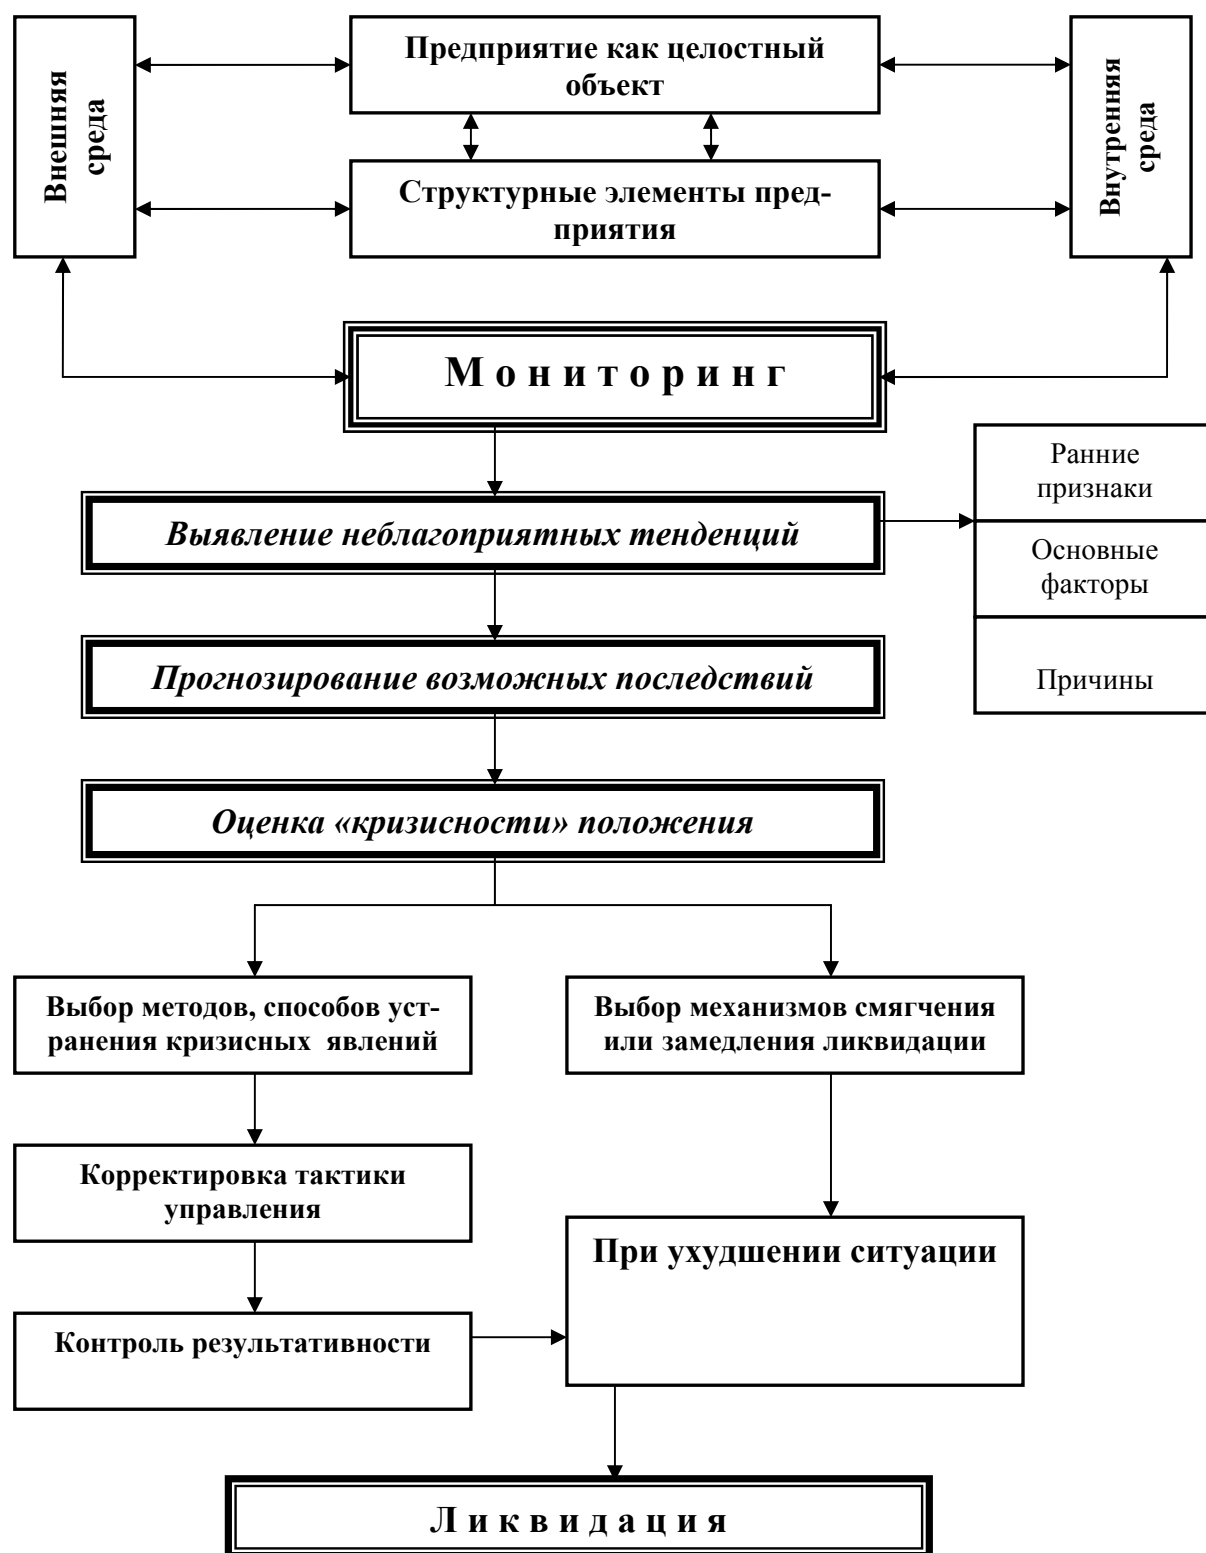 Предприятие как целостный
объект
Внешняя
среда
Внутренняя
среда
Структурные элементы пред-
приятия
М о н и т о р и н г
Ранние
признаки
Выявление неблагоприятных тенденций
Основные
факторы
Прогнозирование возможных последствий
Причины
Оценка «кризисности» положения
Выбор методов, способов уст-
ранения кризисных  явлений
Выбор механизмов смягчения
или замедления ликвидации
Корректировка тактики
управления
При ухудшении ситуации
Контроль результативности
Л и к в и д а ц и я